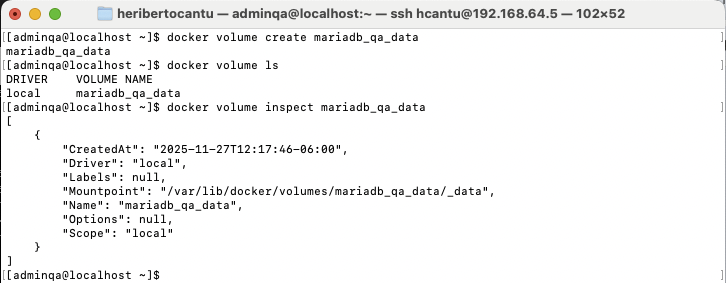 heribertocantu — adminqa@localhost:~ — ssh hcantu@192.168.64.5 — 102×52
[[adminqa@localhost ~]$ docker volume create mariadb_qa_data ]
mariadb_qa_data
[[adminqa@localhost ~]$ docker volume ls ]
DRIVER    VOLUME NAME
local     mariadb_qa_data
[[adminqa@localhost ~]$ docker volume inspect mariadb_qa_data ]
[
    {
        "CreatedAt": "2025-11-27T12:17:46-06:00",
        "Driver": "local",
        "Labels": null,
        "Mountpoint": "/var/lib/docker/volumes/mariadb_qa_data/_data",
        "Name": "mariadb_qa_data",
        "Options": null,
        "Scope": "local"
    }
]
[[adminqa@localhost ~]$ ]